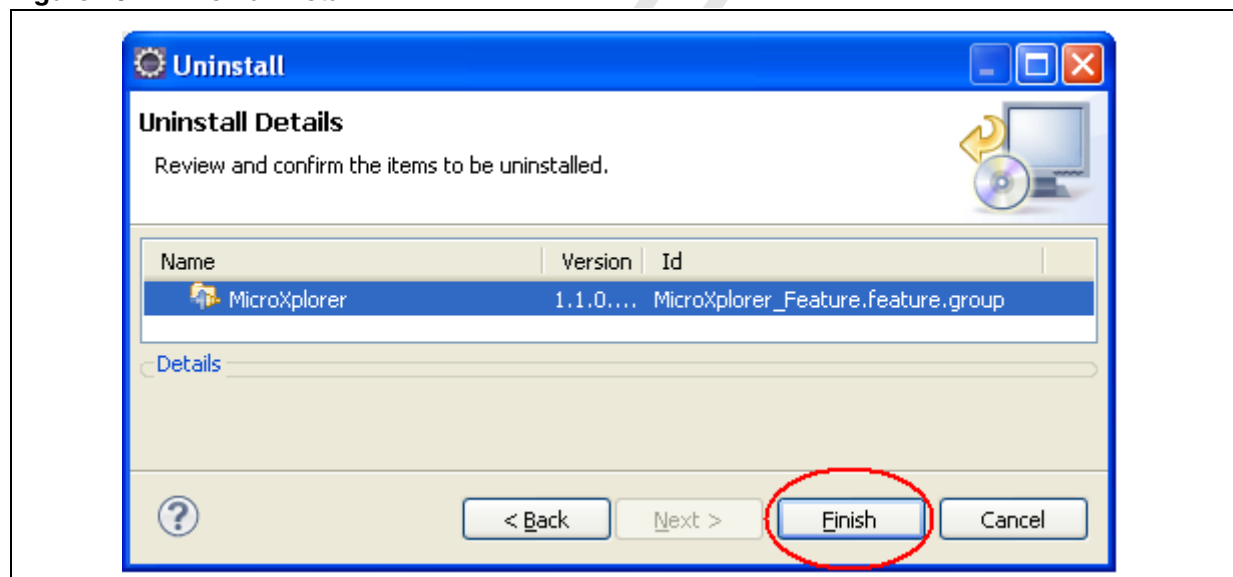 Uninstall
Uninstall Details
Review and confirm the items to be uninstalled.
Name Version Id
MicroXplorer 1.1.0.... MicroXplorer_Feature.feature.group
Details
? < Back Next > Finish Cancel